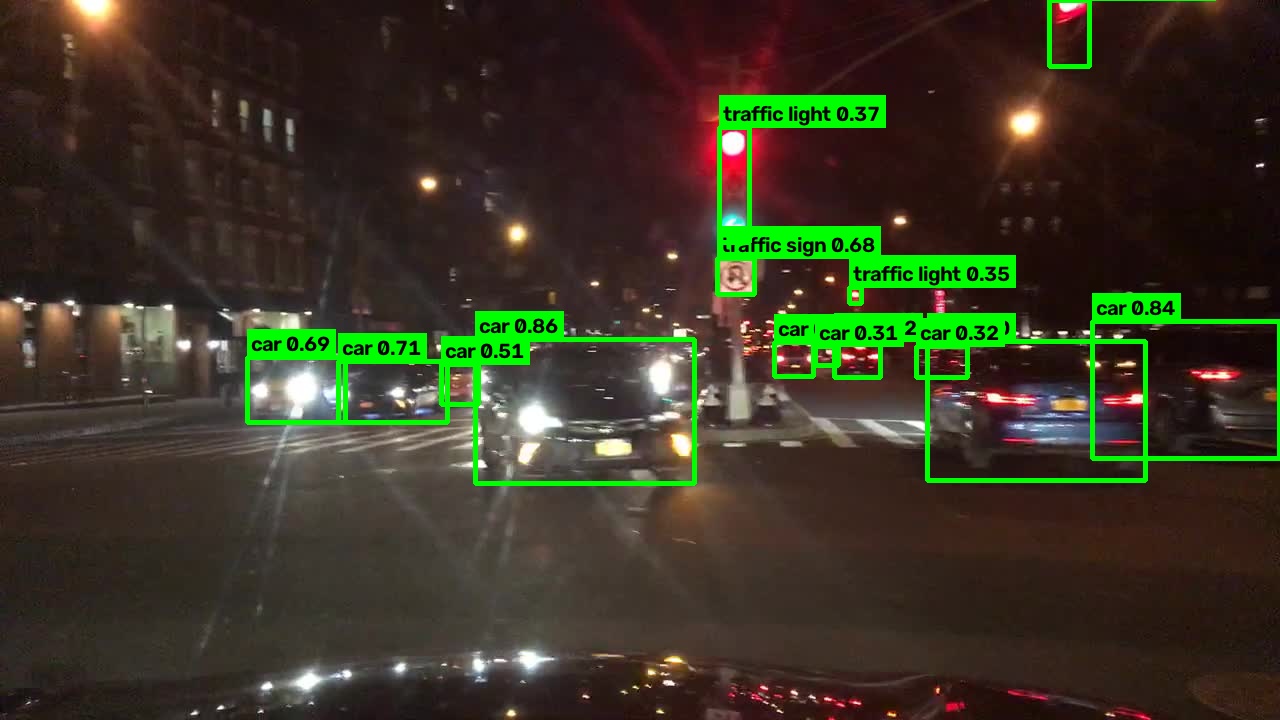 traffic light 0.37
traffic sign 0.68
traffic light 0.35
car 0.84
car 0.86
car
car 0.31
car 0.32
car 0.69
car 0.71
car 0.51